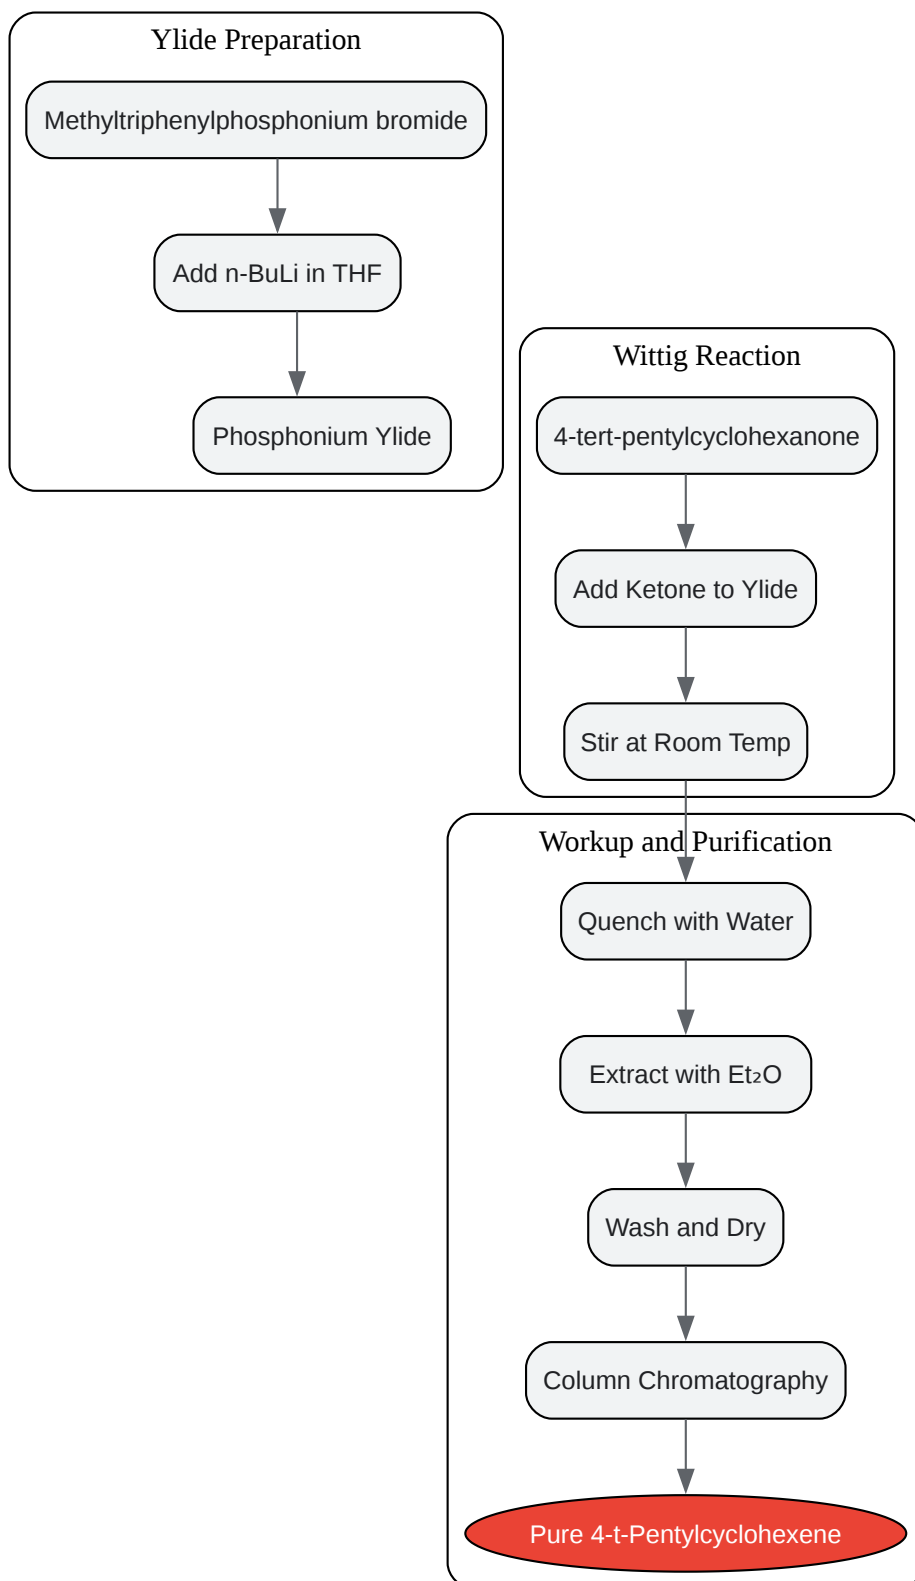 Ylide Preparation
Methyltriphenylphosphonium bromide
Add n-BuLi in THF
Phosphonium Ylide
Wittig Reaction
4-tert-pentylcyclohexanone
Add Ketone to Ylide
Stir at Room Temp
Workup and Purification
Quench with Water
Extract with Et₂O
Wash and Dry
Column Chromatography
Pure 4-t-Pentylcyclohexene